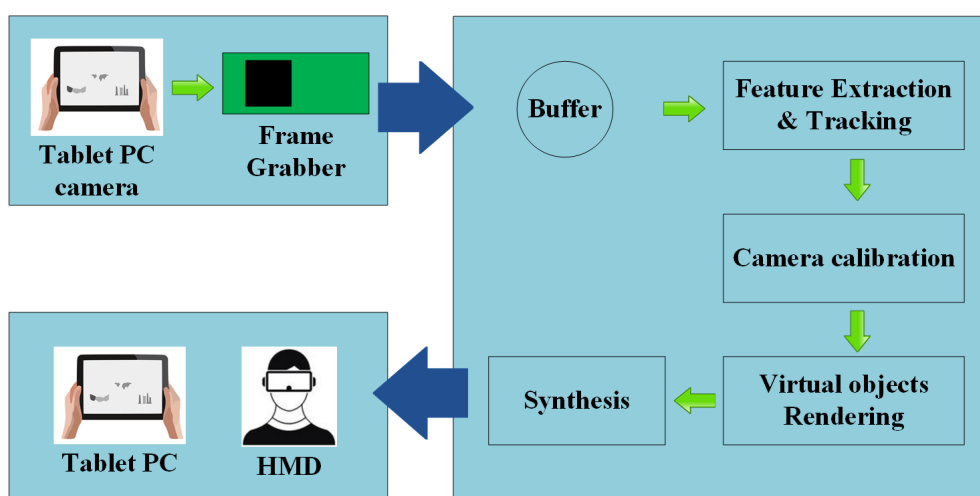 Tablet PC
camera
Frame
Grabber
Buffer
Feature Extraction
& Tracking
Camera calibration
Virtual objects
Rendering
Synthesis
Tablet PC
HMD